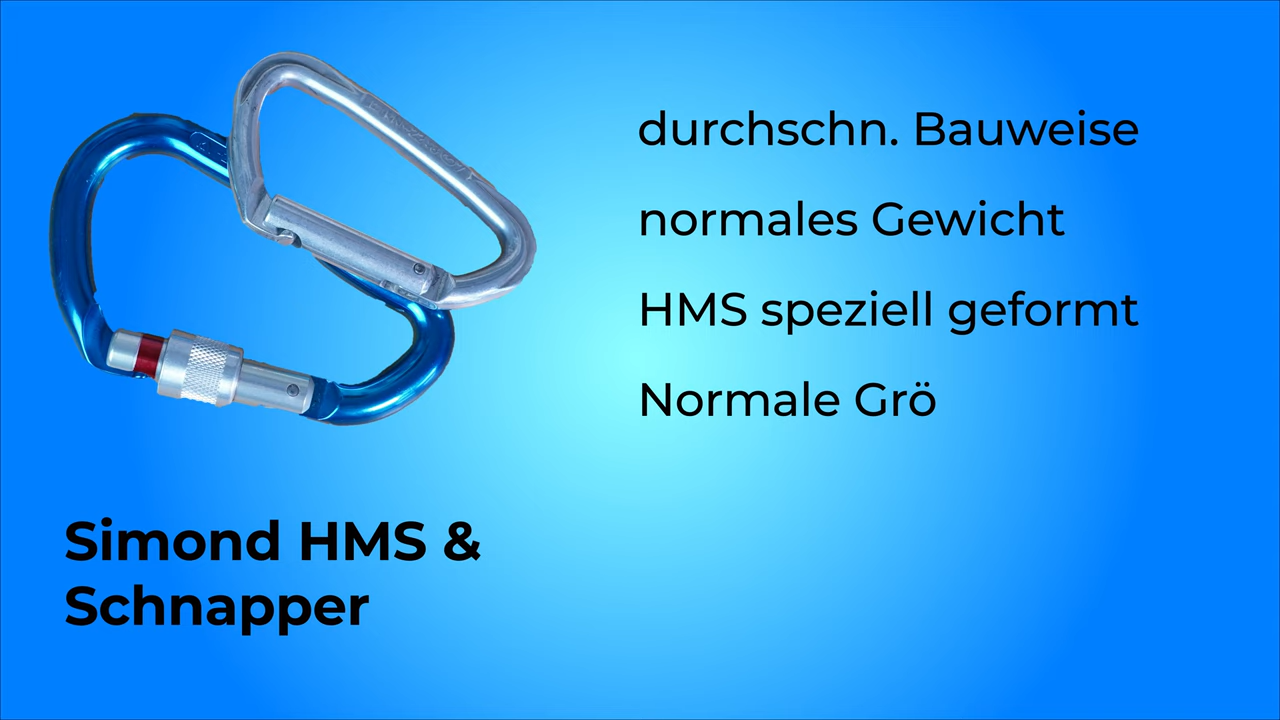 durchschn. Bauweise
normales Gewicht
HMS speziell geformt
Normale Grö
Simond HMS &
Schnapper